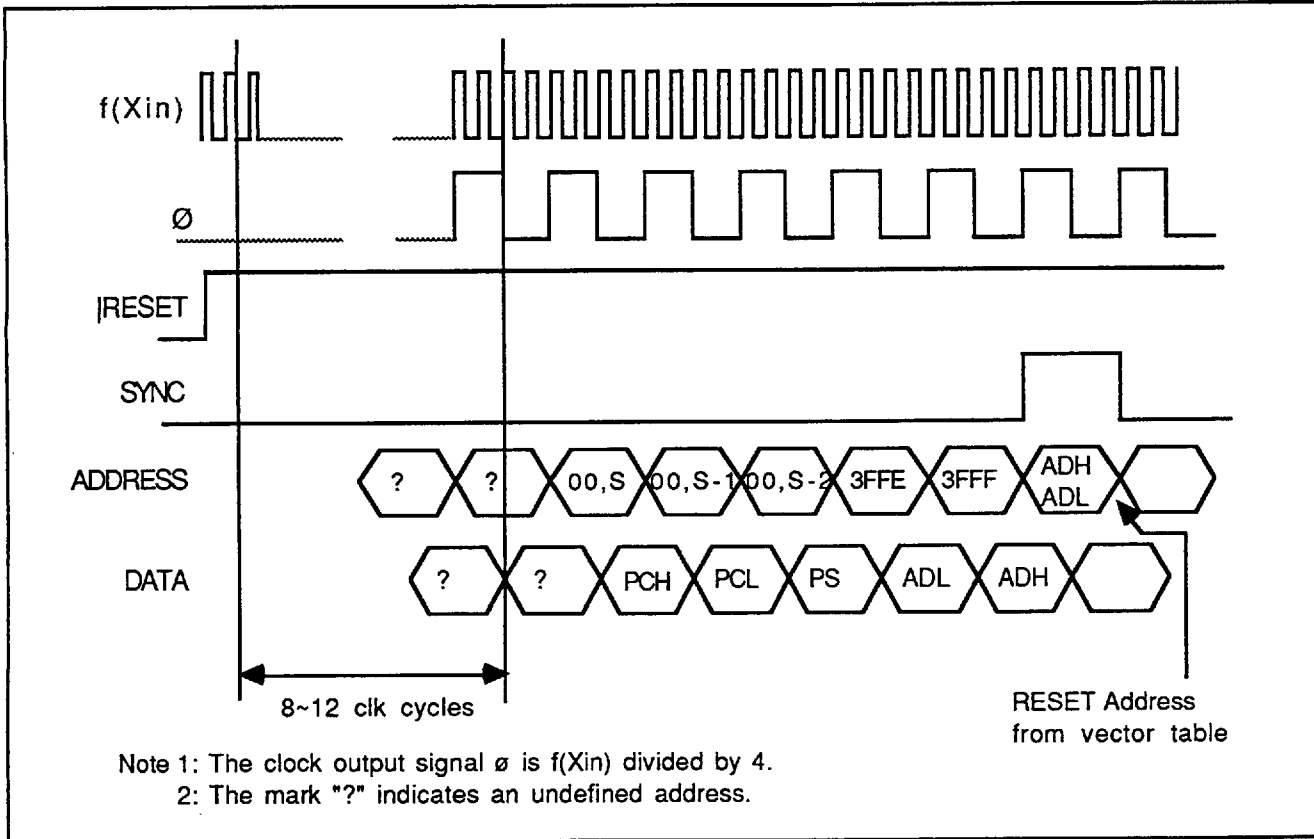 f(Xin)
ø
|RESET
SYNC
ADDRESS ? ? 00,S 00,S-1 00,S-2 3FFE 3FFF ADH ADL
DATA ? ? PCH PCL PS ADL ADH
8~12 clk cycles
RESET Address
from vector table
Note 1: The clock output signal ø is f(Xin) divided by 4.
2: The mark "?" indicates an undefined address.